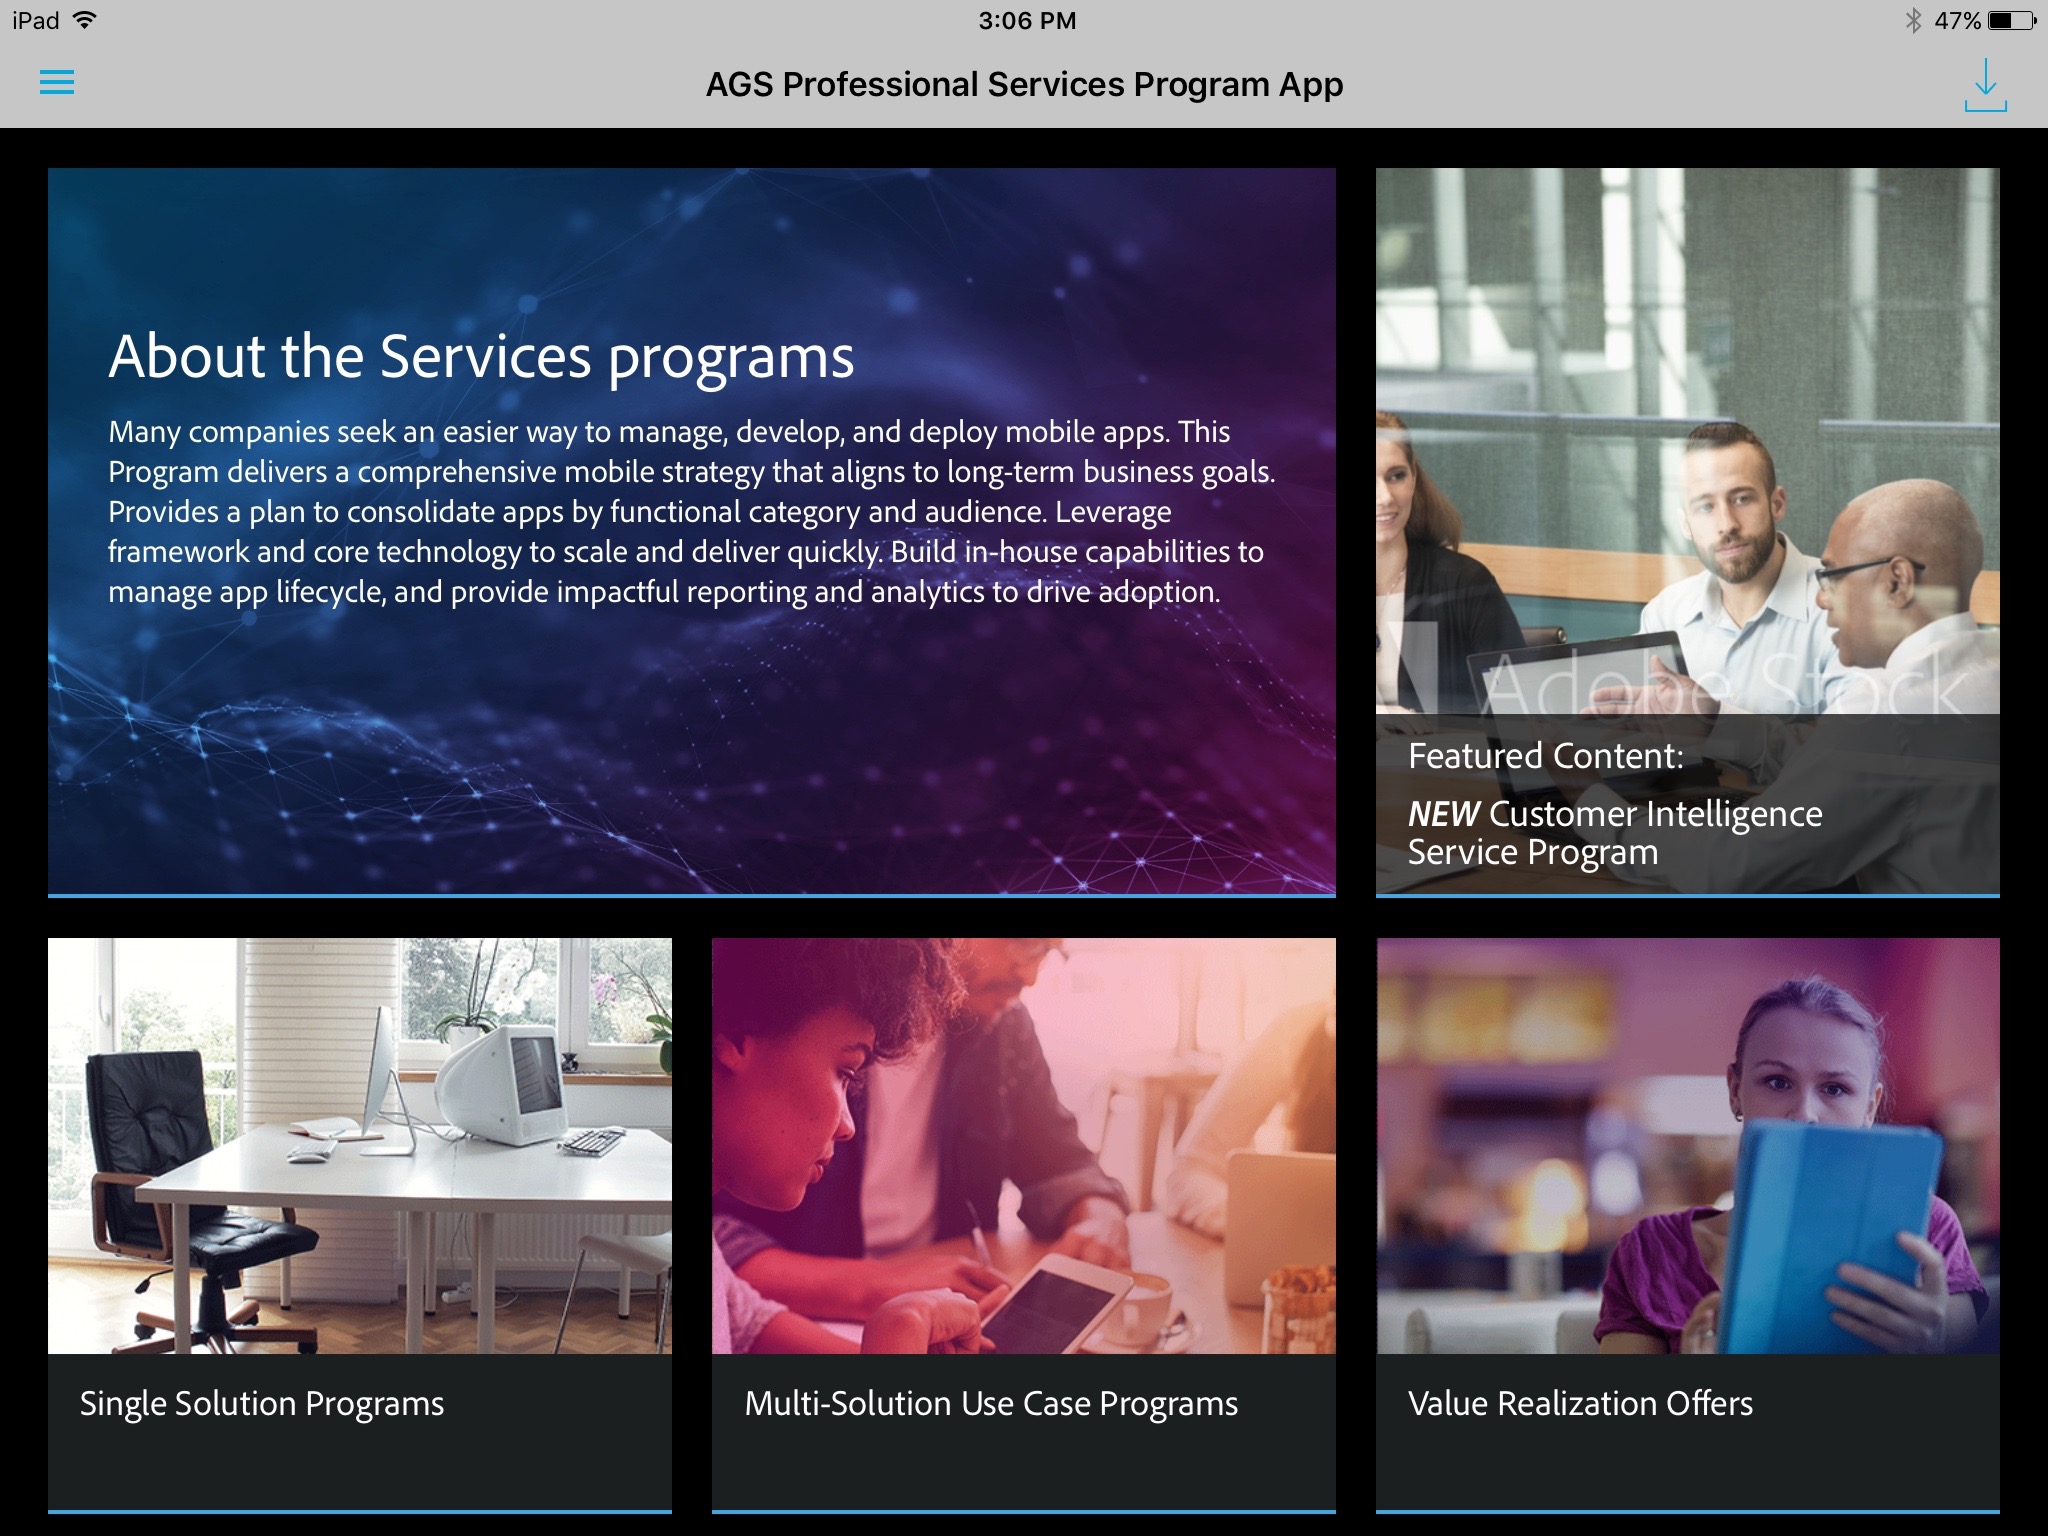 iPad
3:06 PM
47%
AGS Professional Services Program App
About the Services programs
Many companies seek an easier way to manage, develop, and deploy mobile apps. This
Program delivers a comprehensive mobile strategy that aligns to long-term business goals.
Provides a plan to consolidate apps by functional category and audience. Leverage
framework and core technology to scale and deliver quickly. Build in-house capabilities to
manage app lifecycle, and provide impactful reporting and analytics to drive adoption.
Adobe Stock
Featured Content:
NEW Customer Intelligence
Service Program
Single Solution Programs
Multi-Solution Use Case Programs
Value Realization Offers